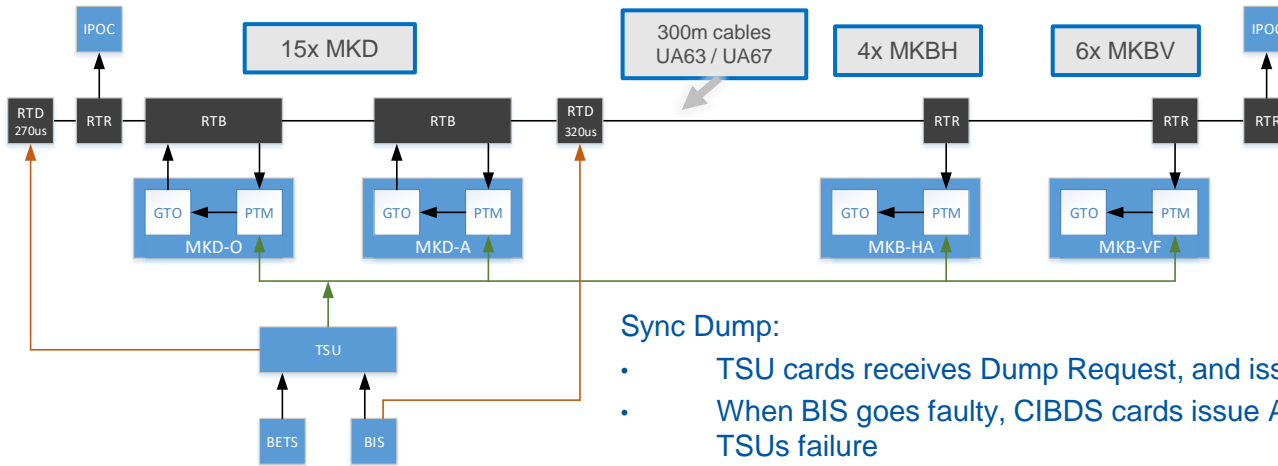 IPOC
15x MKD
300m cables
UA63 / UA67
4x MKBH
6x MKBV
IPOC
RTD
270us
RTR
RTB
RTB
RTD
320us
RTR
RTR
RTR
GTO
PTM
MKD-O
GTO
PTM
MKD-A
GTO
PTM
MKB-HA
GTO
PTM
MKB-VF
TSU
BETS
BIS
Sync Dump:
• TSU cards receives Dump Request, and iss
• When BIS goes faulty, CIBDS cards issue A
TSUs failure